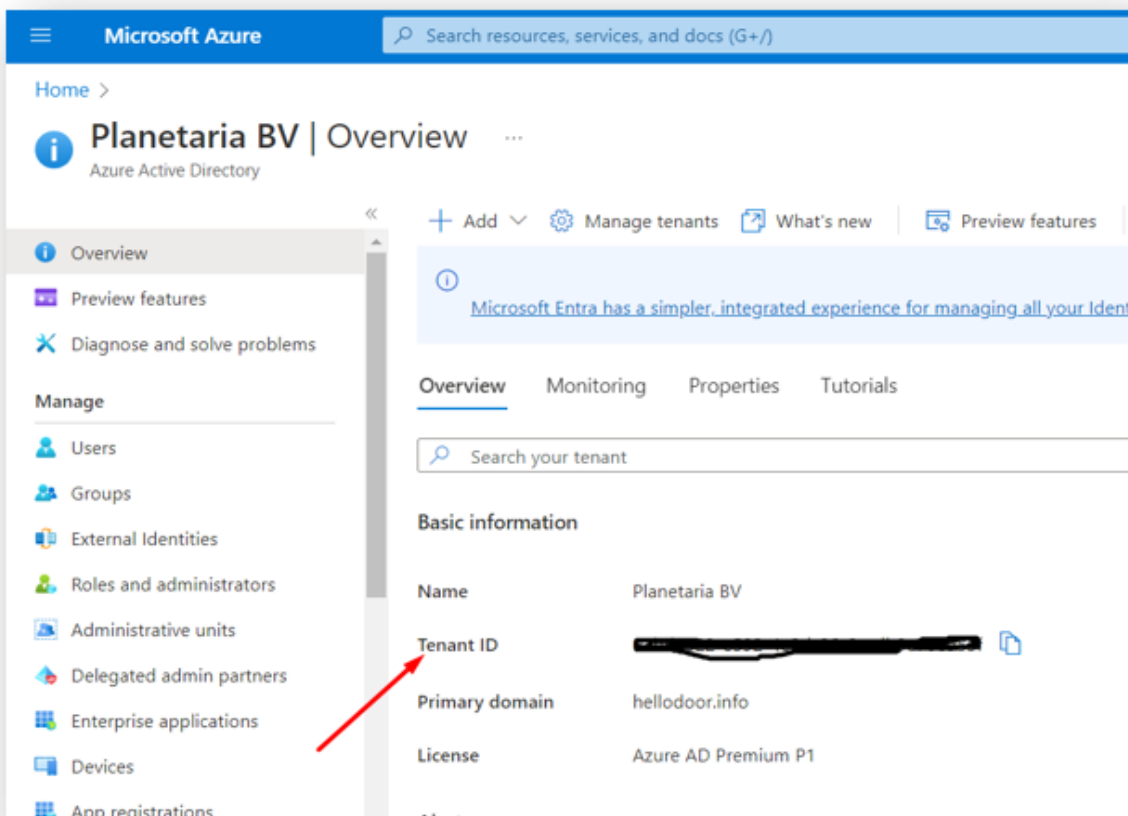 Microsoft Azure
Search resources, services, and docs (G+/)
Home >
Planetaria BV | Overview ...
Azure Active Directory
«
Add
Manage tenants
What's new
Preview features
Overview
Preview features
Diagnose and solve problems
Manage
Users
Groups
External Identities
Roles and administrators
Administrative units
Delegated admin partners
Enterprise applications
Devices
App registrations
Microsoft Entra has a simpler, integrated experience for managing all your Ident
Overview Monitoring Properties Tutorials
Search your tenant
Basic information
Name Planetaria BV
Tenant ID
Primary domain hellodoor.info
License Azure AD Premium P1